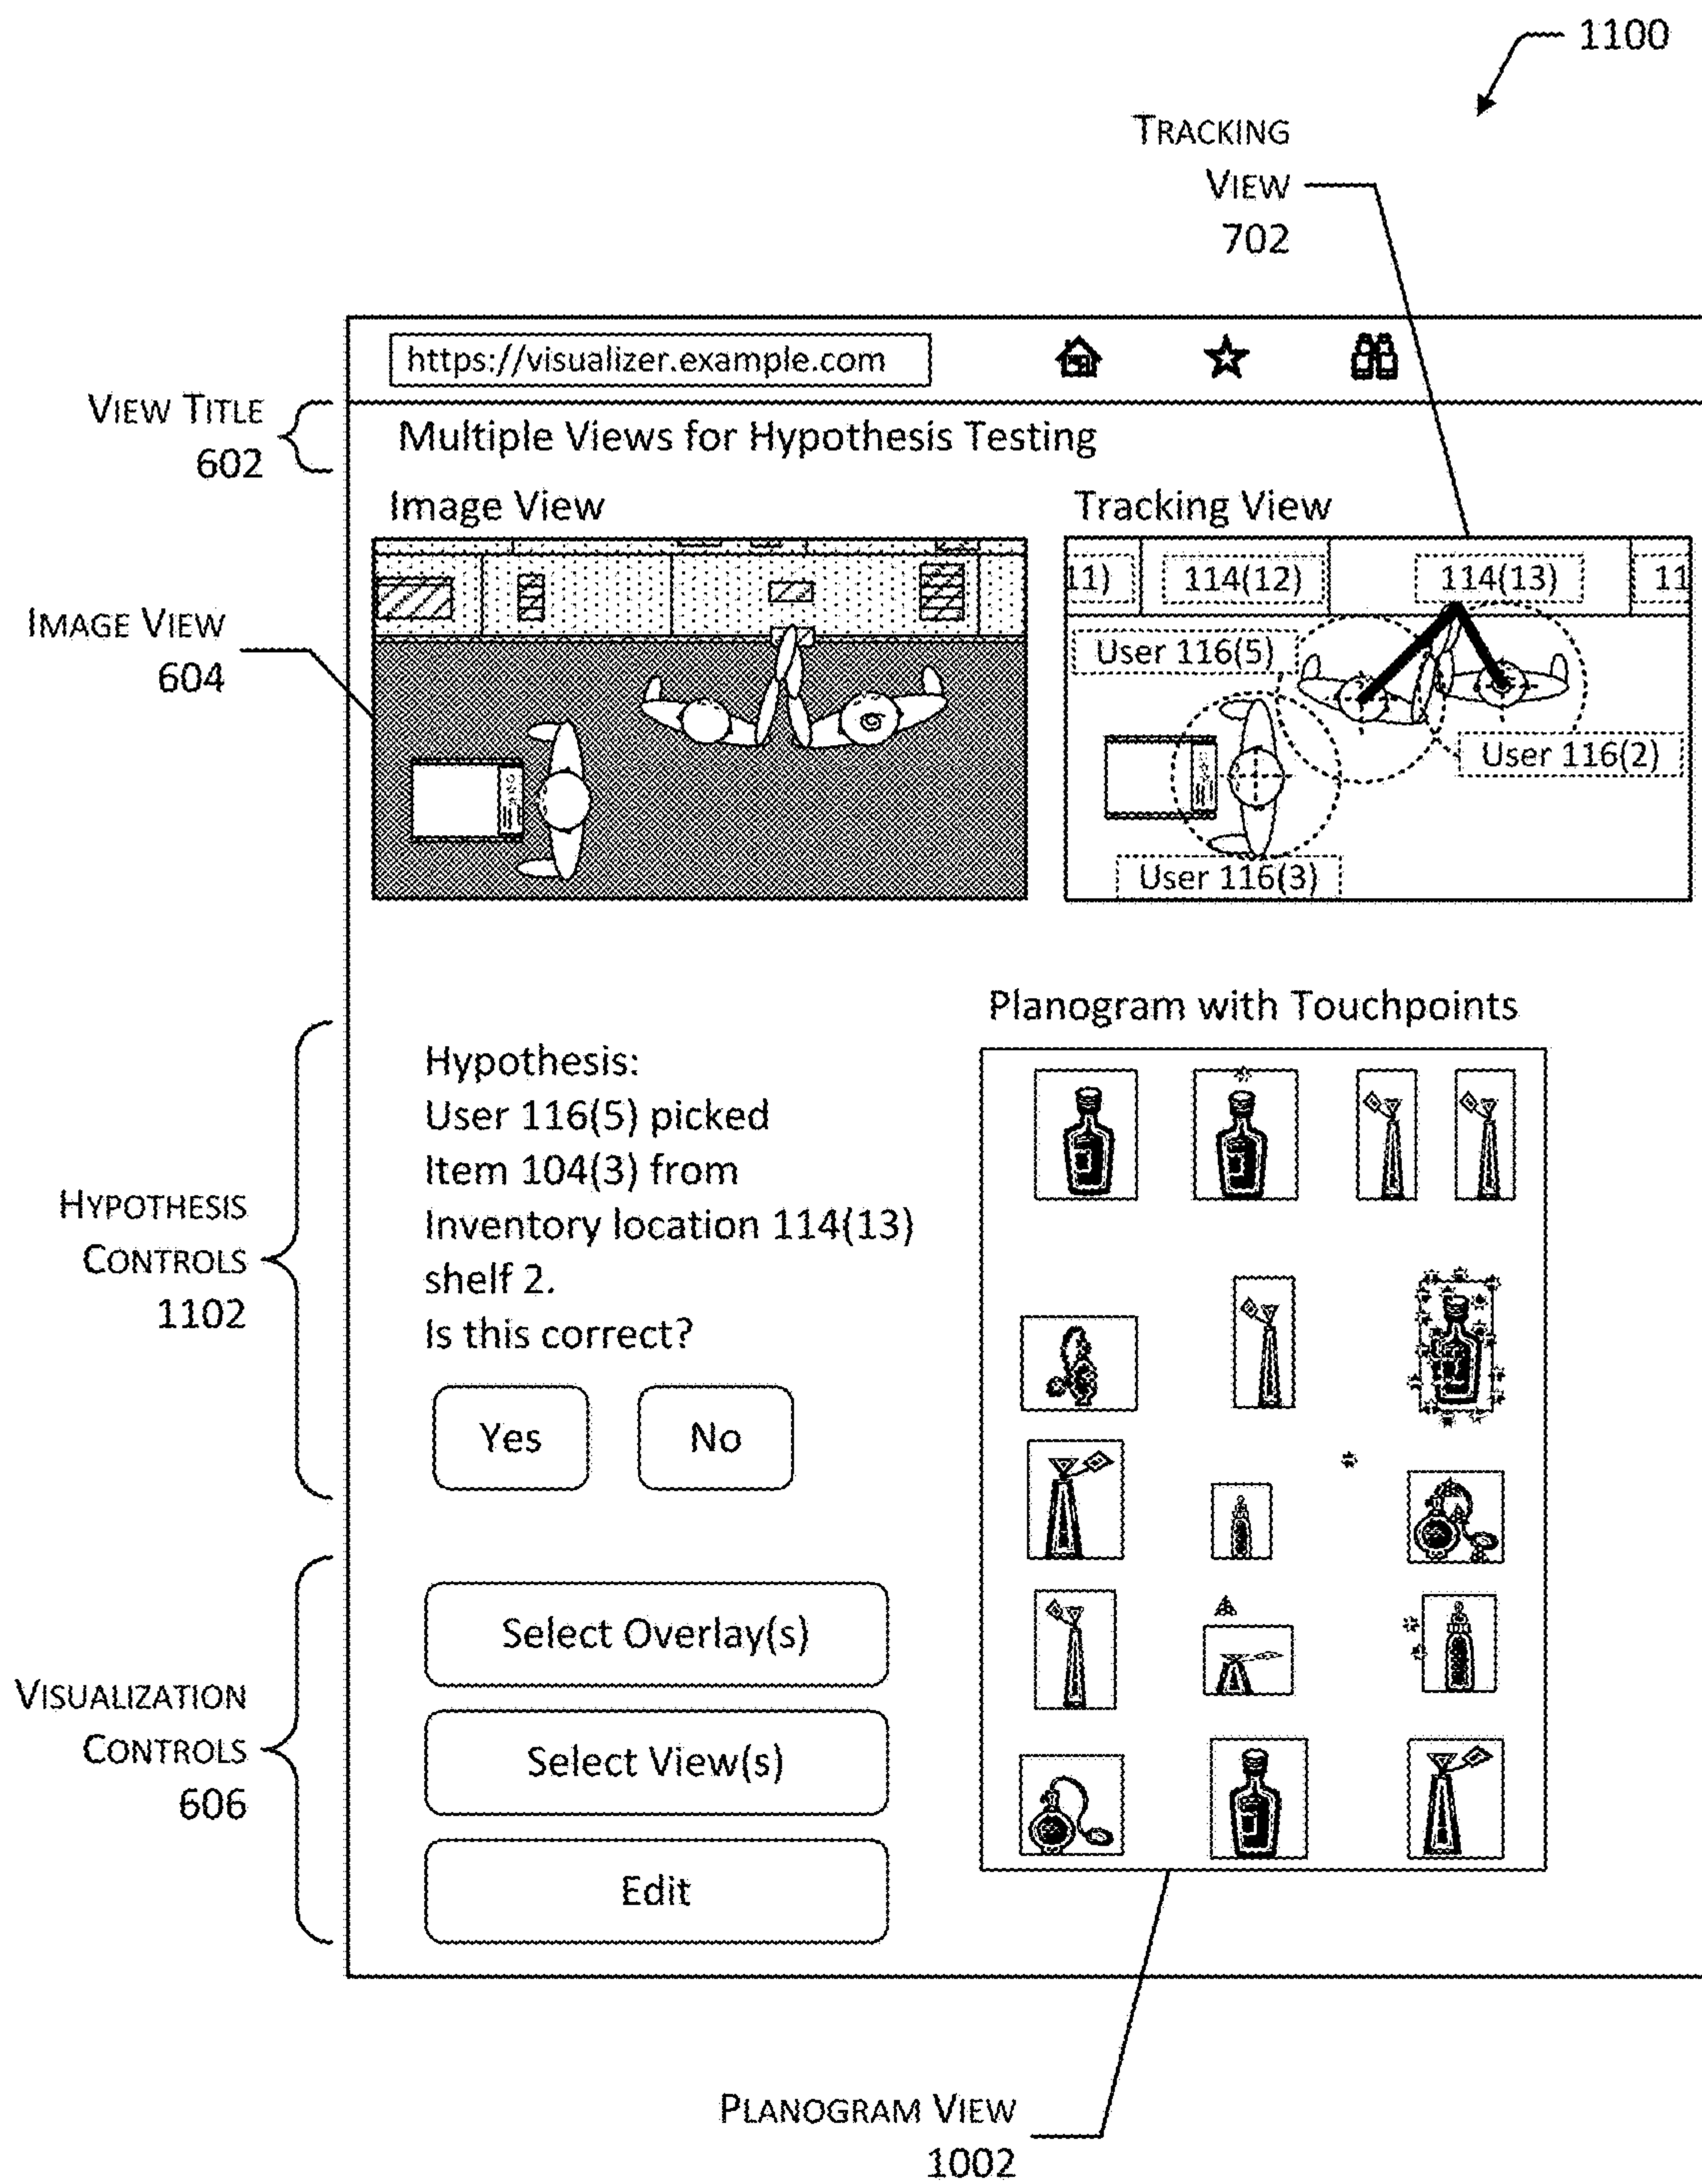 1100
TRACKING
VIEW
702
https://visualizer.example.com
VIEW TITLE
602
Multiple Views for Hypothesis Testing
Image View
Tracking View
11)
114(12)
114(13)
11
IMAGE VIEW
604
User 116(5)
User 116(2)
User 116(3)
Planogram with Touchpoints
HYPOTHESIS
CONTROLS
1102
Hypothesis:
User 116(5) picked
Item 104(3) from
Inventory location 114(13)
shelf 2.
Is this correct?
Yes
No
VISUALIZATION
CONTROLS
606
Select Overlay(s)
Select View(s)
Edit
PLANOGRAM VIEW
1002